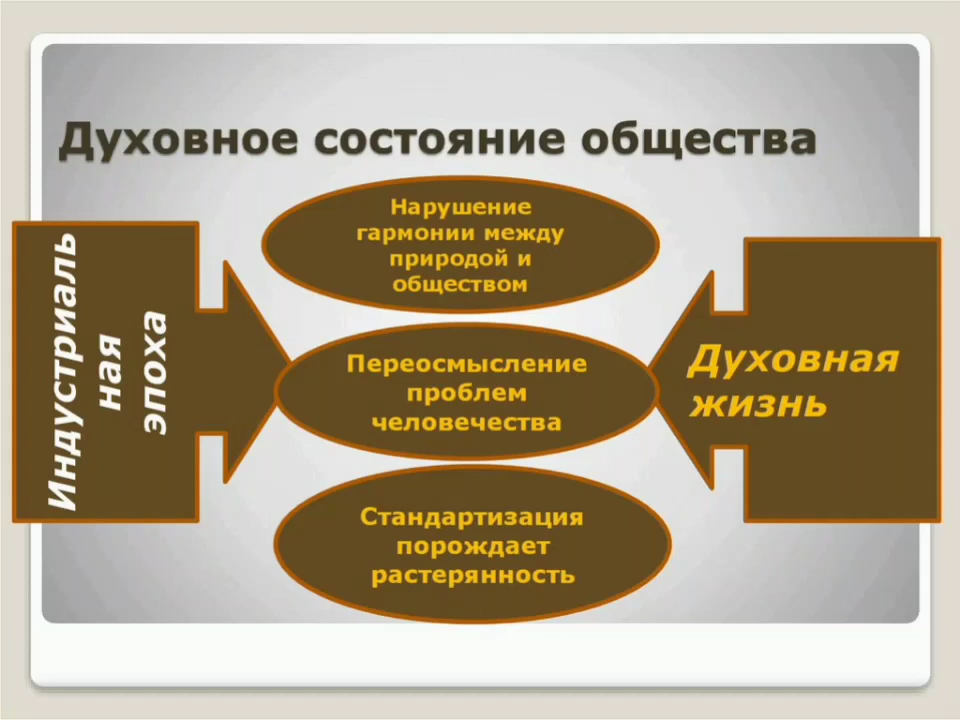 Духовное состояние общества
Индустриаль
ная
эпоха
Нарушение
гармонии между
природой и
обществом
Переосмысление
проблем
человечества
Стандартизация
порождает
растерянность
Духовная
жизнь